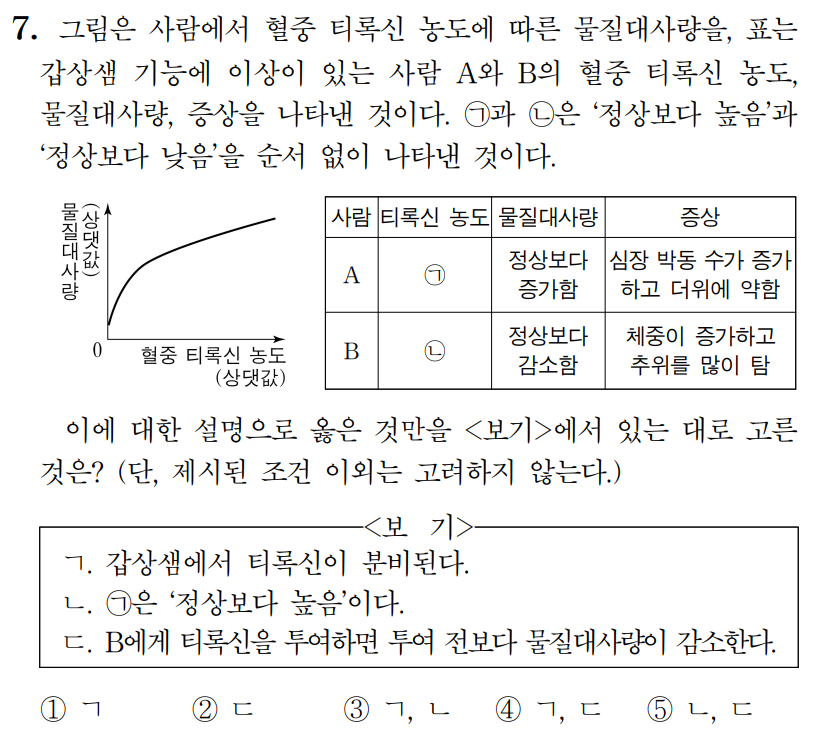 7. 그림은 사람에서 혈중 티록신 농도에 따른 물질대사량을, 표는
갑상샘 기능에 이상이 있는 사람 A와 B의 혈중 티록신 농도,
물질대사량, 증상을 나타낸 것이다. ㉠과 ㉡은 ‘정상보다 높음’과
‘정상보다 낮음’을 순서 없이 나타낸 것이다.
물질대사량
(상댓값)
0
혈중 티록신 농도
(상댓값)
사람 티록신 농도 물질대사량 증상
A ㉠ 정상보다 증가함 심장 박동 수가 증가하고 더위에 약함
B ㉡ 정상보다 감소함 체중이 증가하고 추위를 많이 탐
이에 대한 설명으로 옳은 것만을 <보기>에서 있는 대로 고른
것은? (단, 제시된 조건 이외는 고려하지 않는다.)
<보 기>
ㄱ. 갑상샘에서 티록신이 분비된다.
ㄴ. ㉠은 ‘정상보다 높음’이다.
ㄷ. B에게 티록신을 투여하면 투여 전보다 물질대사량이 감소한다.
① ㄱ ② ㄷ ③ ㄱ, ㄴ ④ ㄱ, ㄷ ⑤ ㄴ, ㄷ